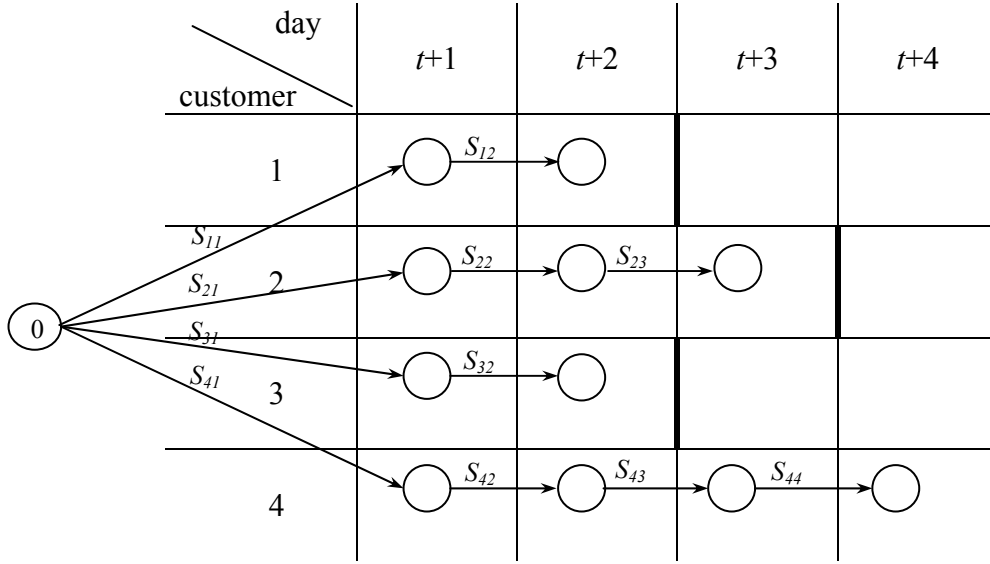 day
t+1 t+2 t+3 t+4
customer
1 S12
S11
S21 2 S22 S23
0
S31 S32
S41 3
4 S42 S43 S44